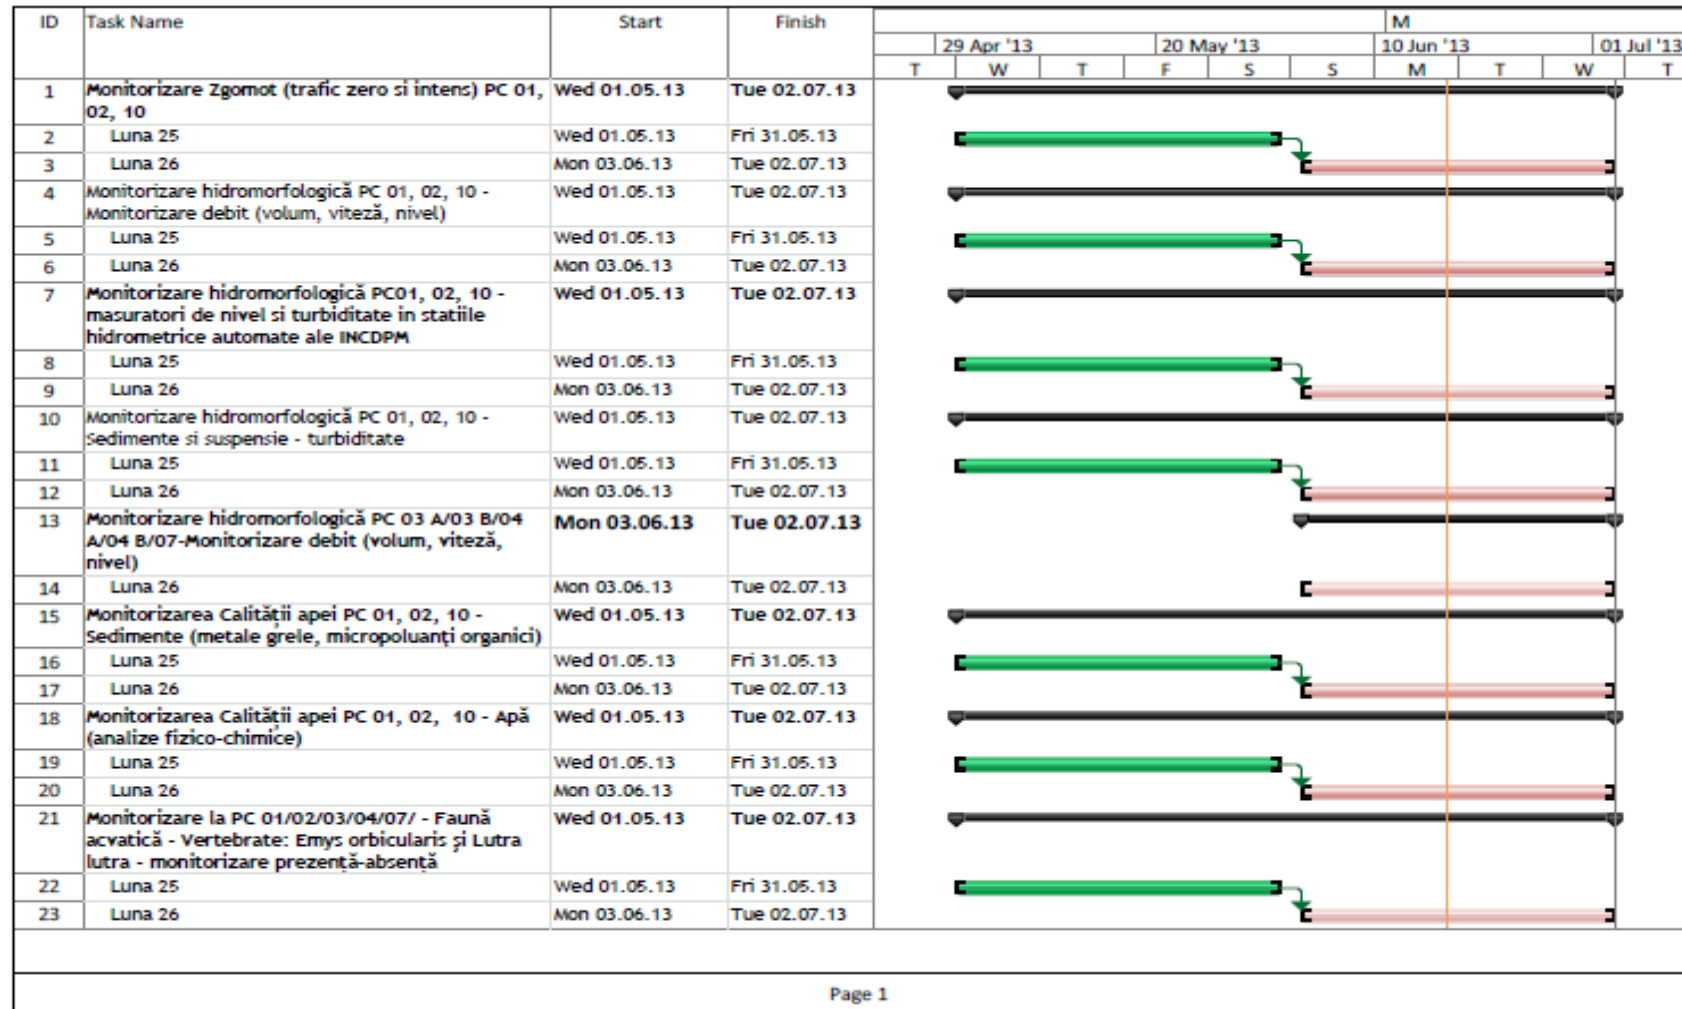 ID Task Name Start Finish M
29 Apr '13 20 May '13 10 Jun '13 01 Jul '13
T W T F S S M T W T
1 Monitorizare Zgomot (trafic zero si intens) PC 01, Wed 01.05.13 Tue 02.07.13
02, 10
2 Luna 25 Wed 01.05.13 Fri 31.05.13
3 Luna 26 Mon 03.06.13 Tue 02.07.13
4 Monitorizare hidromorfologică PC 01, 02, 10 - Wed 01.05.13 Tue 02.07.13
Monitorizare debit (volum, viteză, nivel)
5 Luna 25 Wed 01.05.13 Fri 31.05.13
6 Luna 26 Mon 03.06.13 Tue 02.07.13
7 Monitorizare hidromorfologică PC01, 02, 10 - Wed 01.05.13 Tue 02.07.13
masuratori de nivel si turbiditate in statiile
hidrometrice automate ale INCDPM
8 Luna 25 Wed 01.05.13 Fri 31.05.13
9 Luna 26 Mon 03.06.13 Tue 02.07.13
10 Monitorizare hidromorfologică PC 01, 02, 10 - Wed 01.05.13 Tue 02.07.13
Sedimente si suspensie - turbiditate
11 Luna 25 Wed 01.05.13 Fri 31.05.13
12 Luna 26 Mon 03.06.13 Tue 02.07.13
13 Monitorizare hidromorfologică PC 03 A/03 B/04 Mon 03.06.13 Tue 02.07.13
A/04 B/07-Monitorizare debit (volum, viteză,
nivel)
14 Luna 26 Mon 03.06.13 Tue 02.07.13
15 Monitorizarea Calității apei PC 01, 02, 10 - Wed 01.05.13 Tue 02.07.13
Sedimente (metale grele, micropoluanți organici)
16 Luna 25 Wed 01.05.13 Fri 31.05.13
17 Luna 26 Mon 03.06.13 Tue 02.07.13
18 Monitorizarea Calității apei PC 01, 02, 10 - Apă Wed 01.05.13 Tue 02.07.13
(analize fizico-chimice)
19 Luna 25 Wed 01.05.13 Fri 31.05.13
20 Luna 26 Mon 03.06.13 Tue 02.07.13
21 Monitorizare la PC 01/02/03/04/07/ - Faună Wed 01.05.13 Tue 02.07.13
acvatică - Vertebrate: Emys orbicularis și Lutra
lutra - monitorizare prezență-absență
22 Luna 25 Wed 01.05.13 Fri 31.05.13
23 Luna 26 Mon 03.06.13 Tue 02.07.13
Page 1